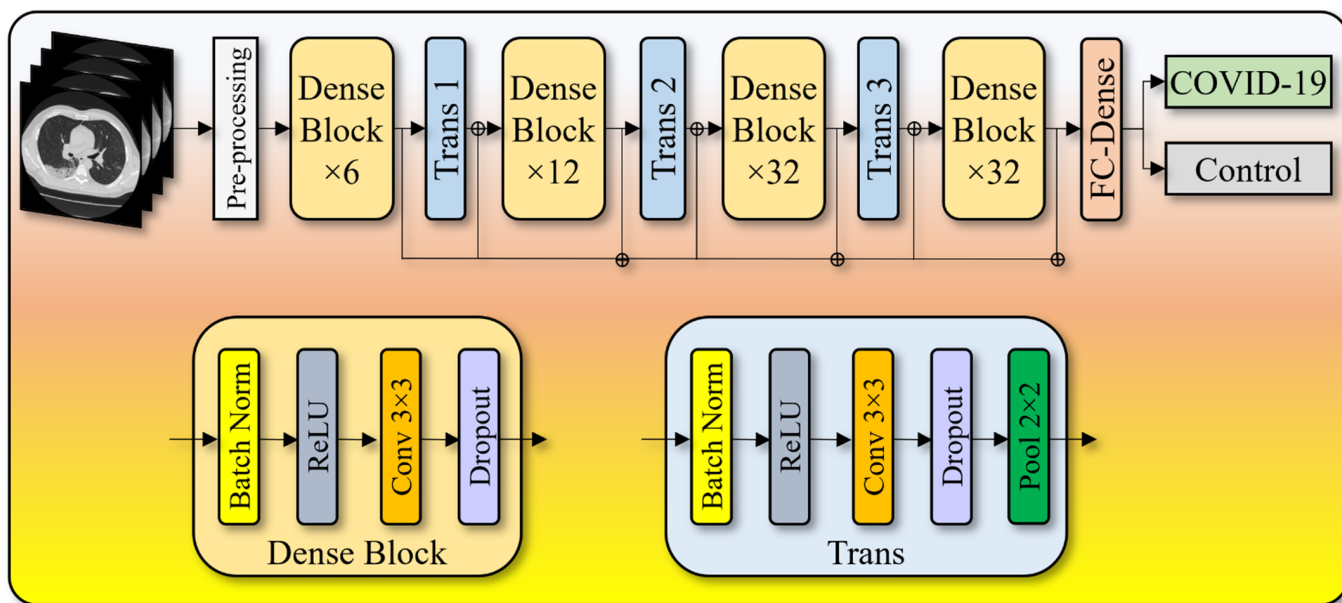 Pre-processing
Dense
Block
×6
Trans 1
Dense
Block
×12
Trans 2
Dense
Block
×32
Trans 3
Dense
Block
×32
FC-Dense
COVID-19
Control
Batch Norm
ReLU
Conv 3×3
Dropout
Dense Block
Batch Norm
ReLU
Conv 3×3
Dropout
Pool 2×2
Trans